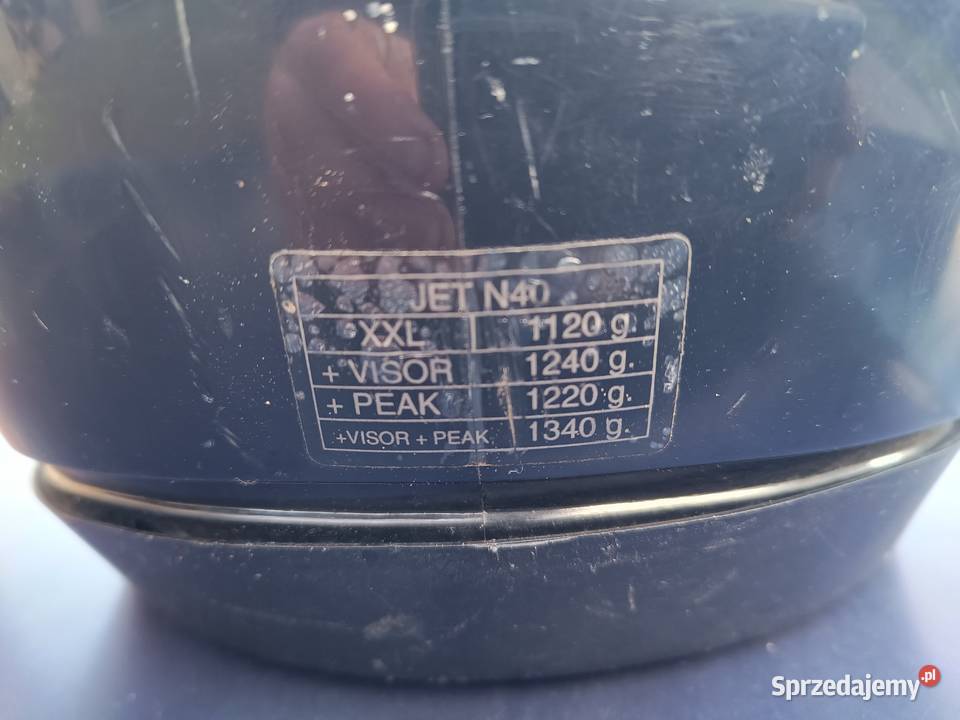 JET N40
XXL 1120 g.
+ VISOR 1240 g.
+ PEAK 1220 g.
+VISOR + PEAK 1340 g.
Sprzedajemy.pl